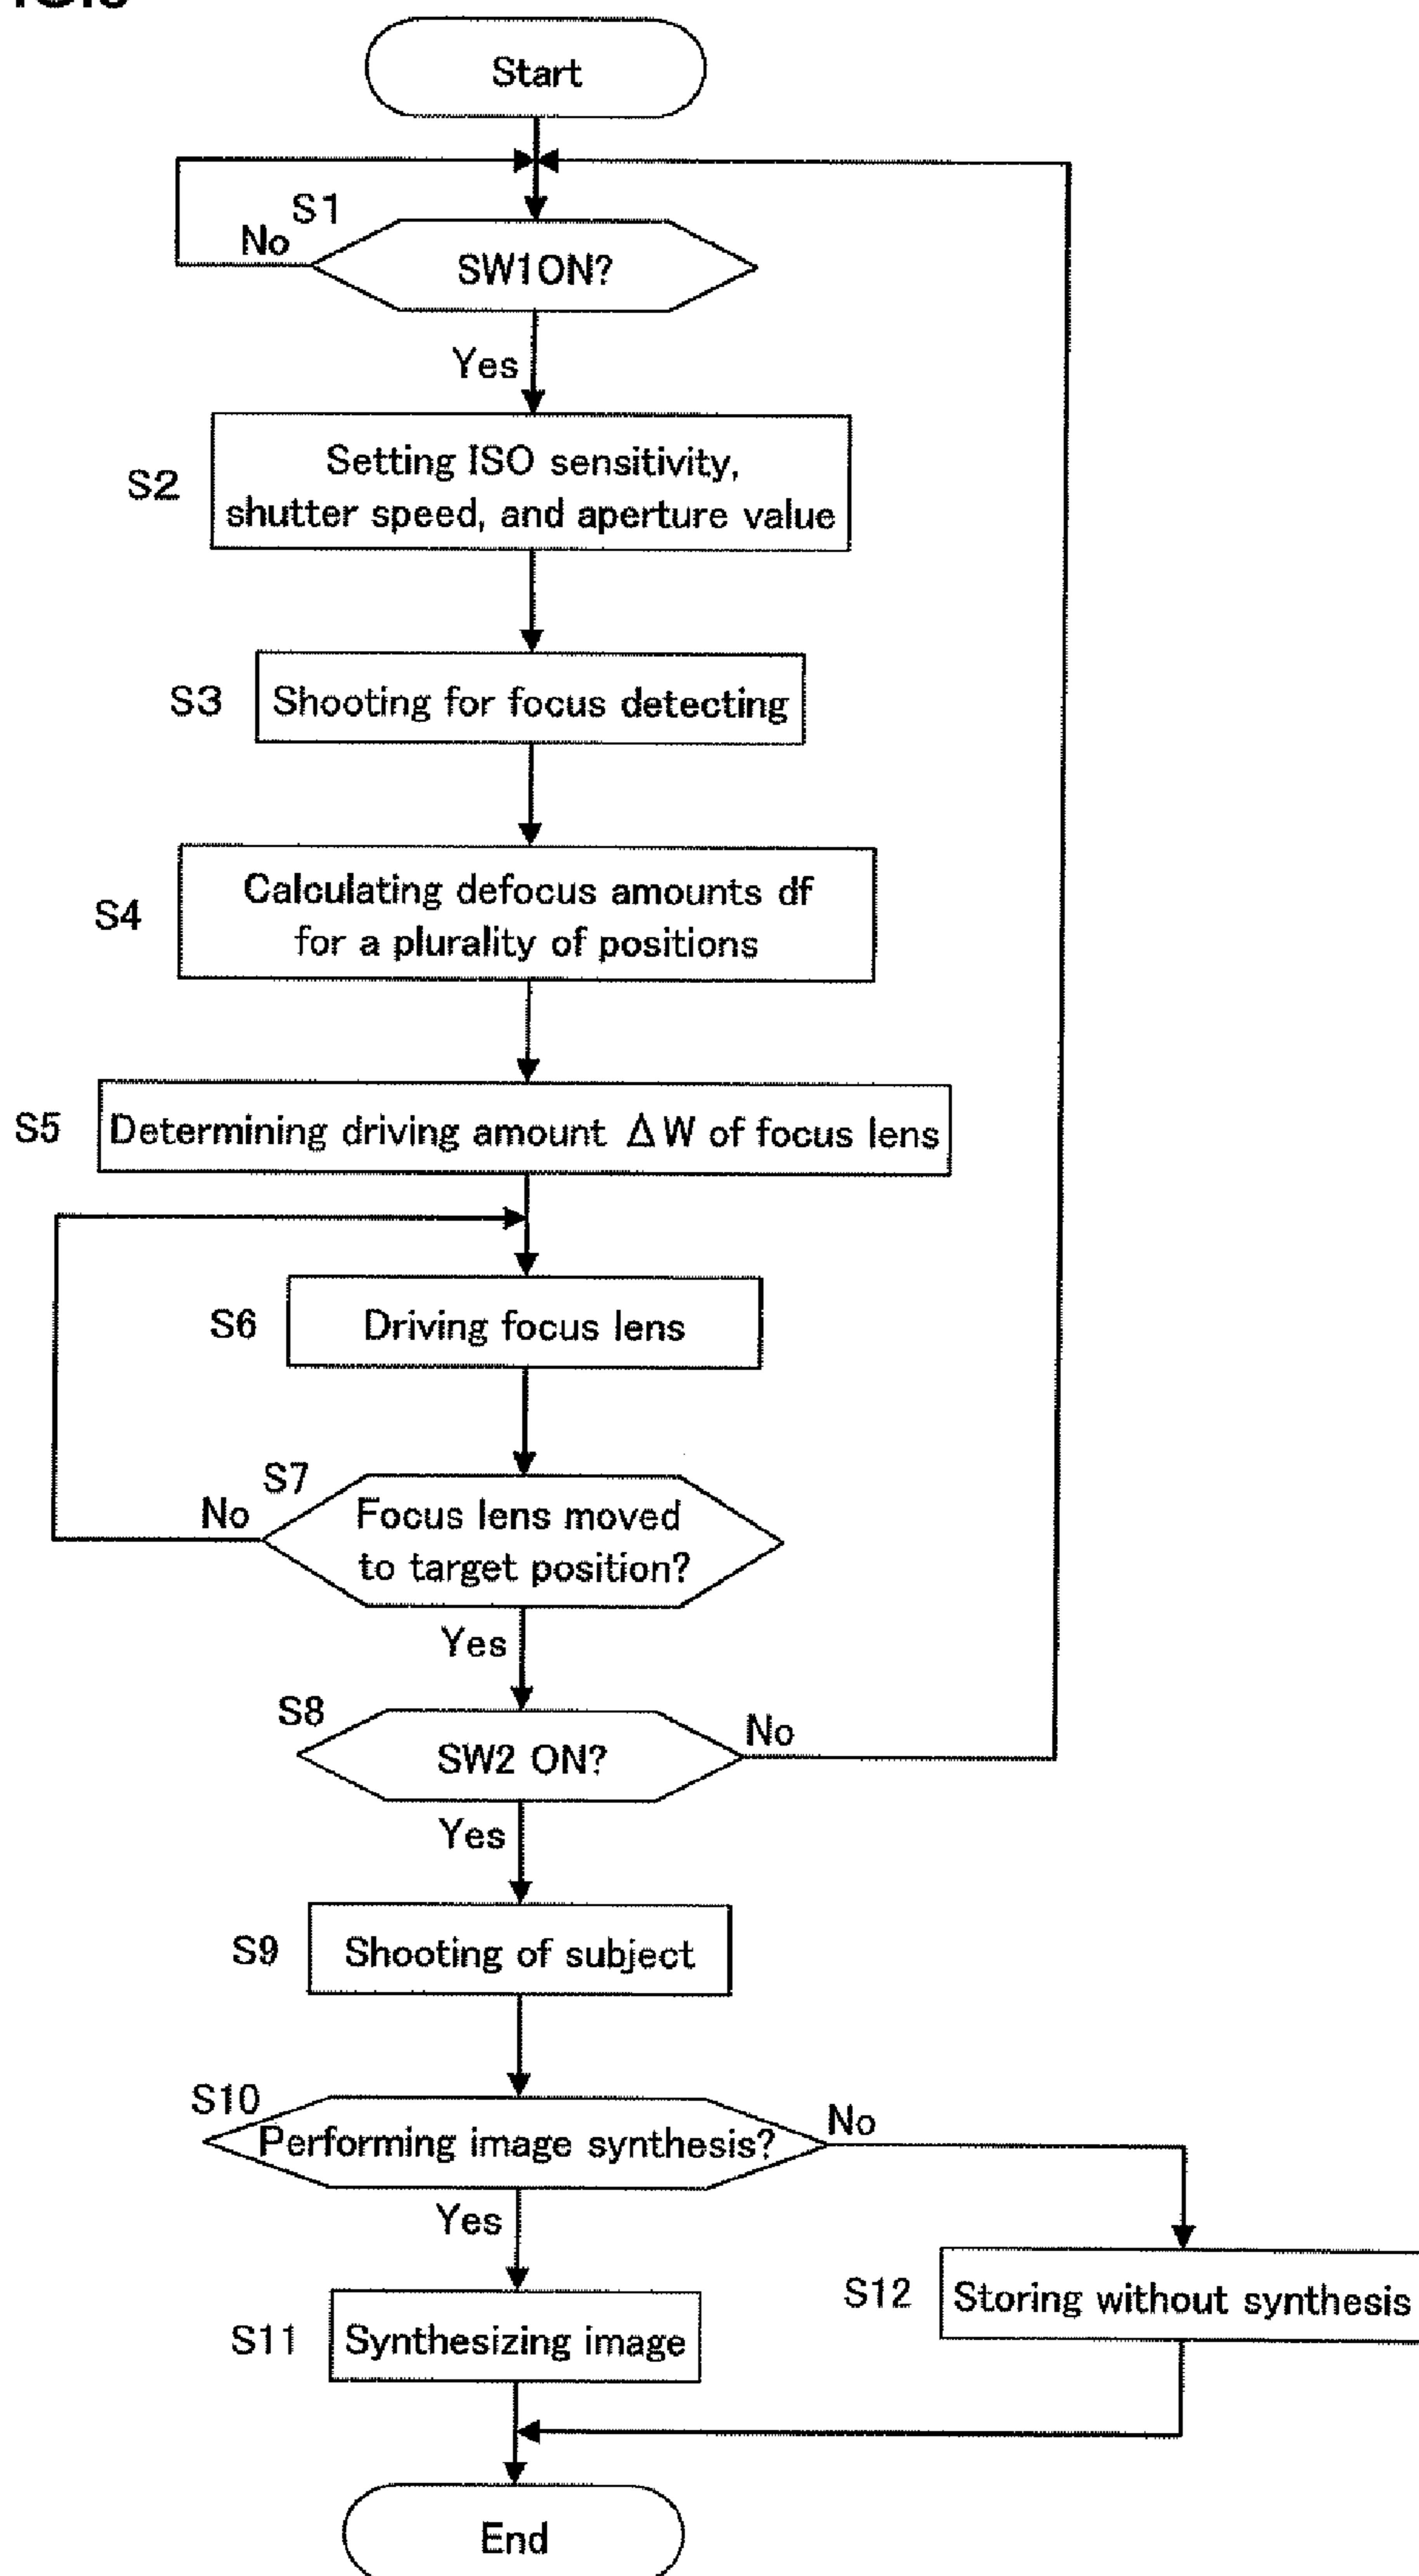 Start
S1
No
SW1ON?
Yes
S2
Setting ISO sensitivity,
shutter speed, and aperture value
S3
Shooting for focus detecting
S4
Calculating defocus amounts df
for a plurality of positions
S5
Determining driving amount ΔW of focus lens
S6
Driving focus lens
S7
No
Focus lens moved
to target position?
Yes
S8
SW2 ON?
No
Yes
S9
Shooting of subject
S10
Performing image synthesis?
No
Yes
S11
Synthesizing image
S12
Storing without synthesis
End